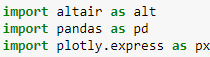 import altair as alt
import pandas as pd
import plotly.express as px